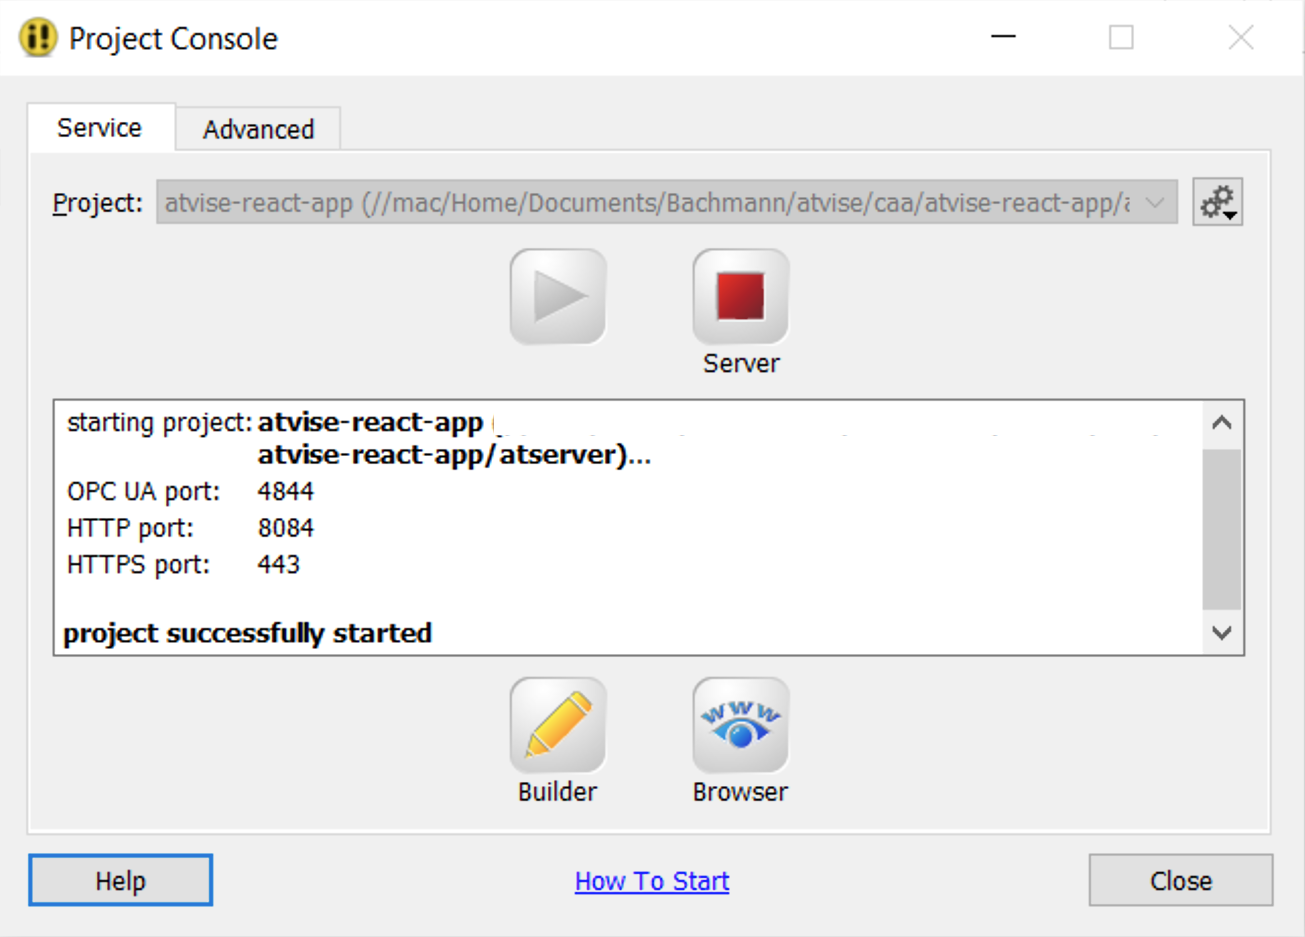 Project Console
Service
Advanced
Project: atvise-react-app (//mac/Home/Documents/Bachmann/atvise/caa/atvise-react-app/
Server
starting project: atvise-react-app (
atvise-react-app/atserver)...
OPC UA port: 4844
HTTP port: 8084
HTTPS port: 443
project successfully started
Builder
WWW
Browser
Help
How To Start
Close